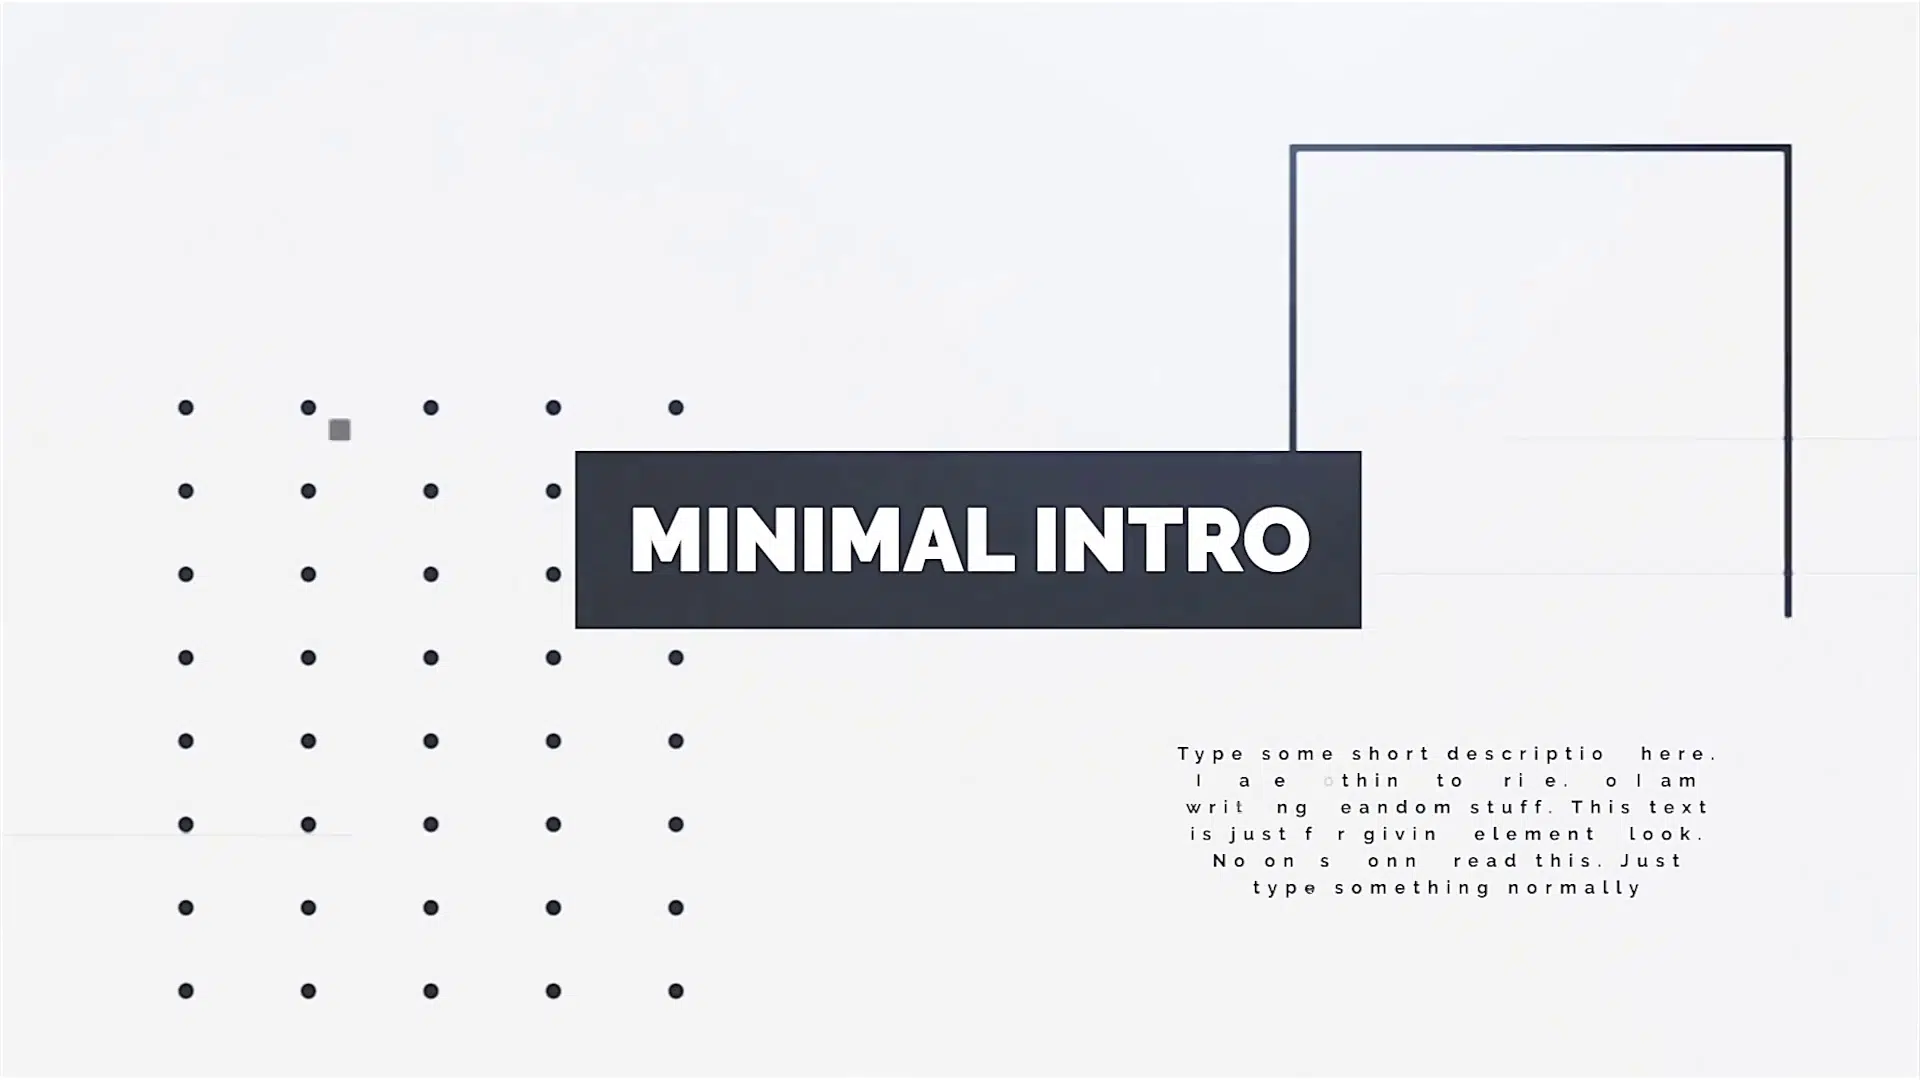 MINIMAL INTRO
Type some short descriptio here.
I a e othin to ri e. o I am
writ ng eandom stuff. This text
is just f r givin element look.
No on s onn read this. Just
type something normally